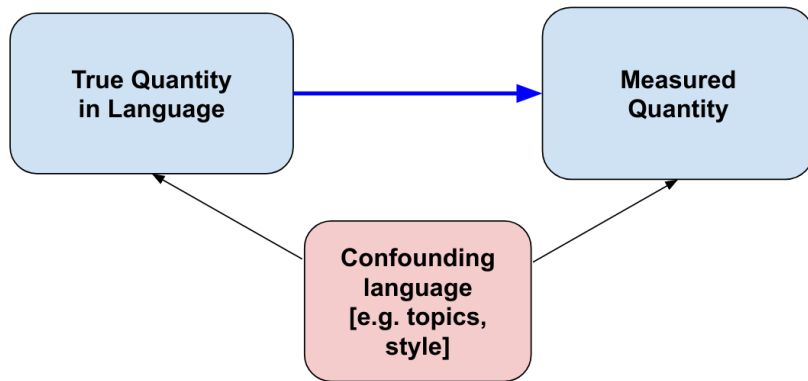 True Quantity
in Language
Measured
Quantity
Confounding
language
[e.g. topics,
style]